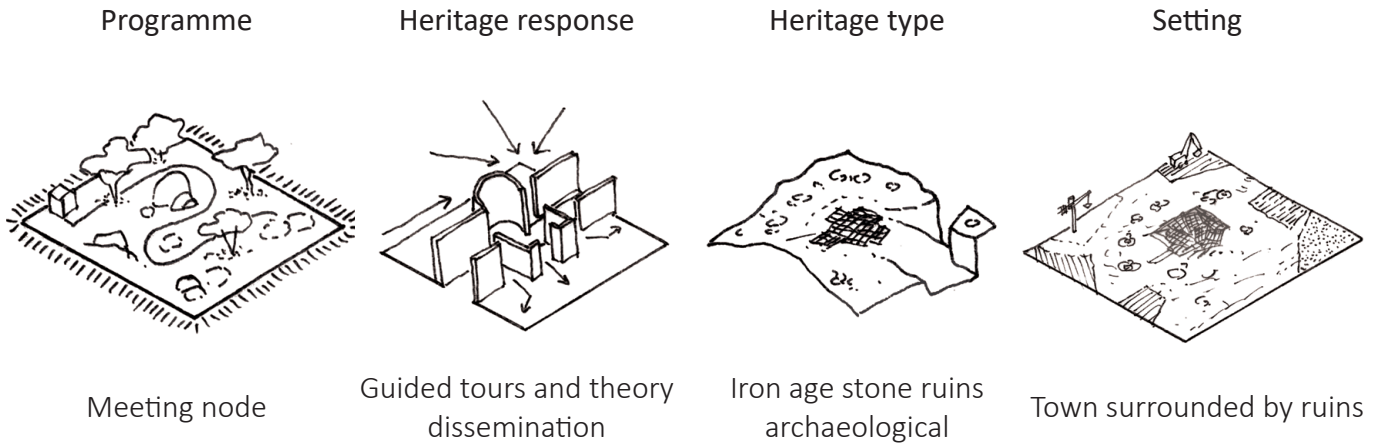 Programme
Heritage response
Heritage type
Setting
Meeting node
Guided tours and theory
dissemination
Iron age stone ruins
archaeological
Town surrounded by ruins